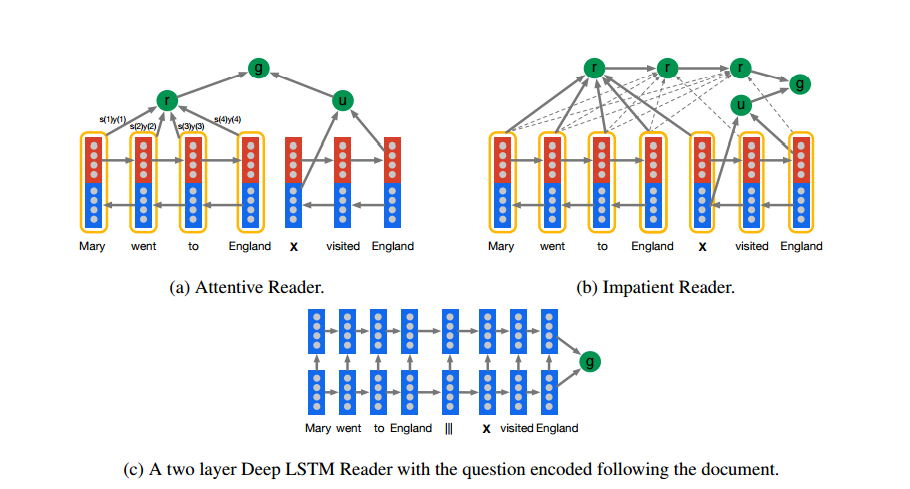 g
r
u
s(1)y(1)
s(2)y(2)
s(3)y(3)
s(4)y(4)
Mary went to England X visited England
(a) Attentive Reader.
r r r
g
u
Mary went to England X visited England
(b) Impatient Reader.
g
Mary went to England ||| X visited England
(c) A two layer Deep LSTM Reader with the question encoded following the document.